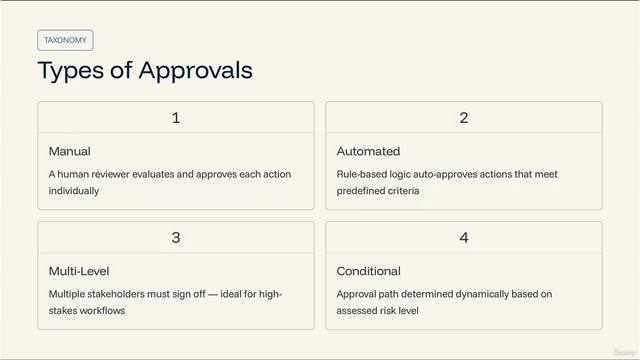 TAXONOMY
Types of Approvals
1
Manual
A human reviewer evaluates and approves each action
individually
2
Automated
Rule-based logic auto-approves actions that meet
predefined criteria
3
Multi-Level
Multiple stakeholders must sign off — ideal for high-
stakes workflows
4
Conditional
Approval path determined dynamically based on
assessed risk level
Udemy